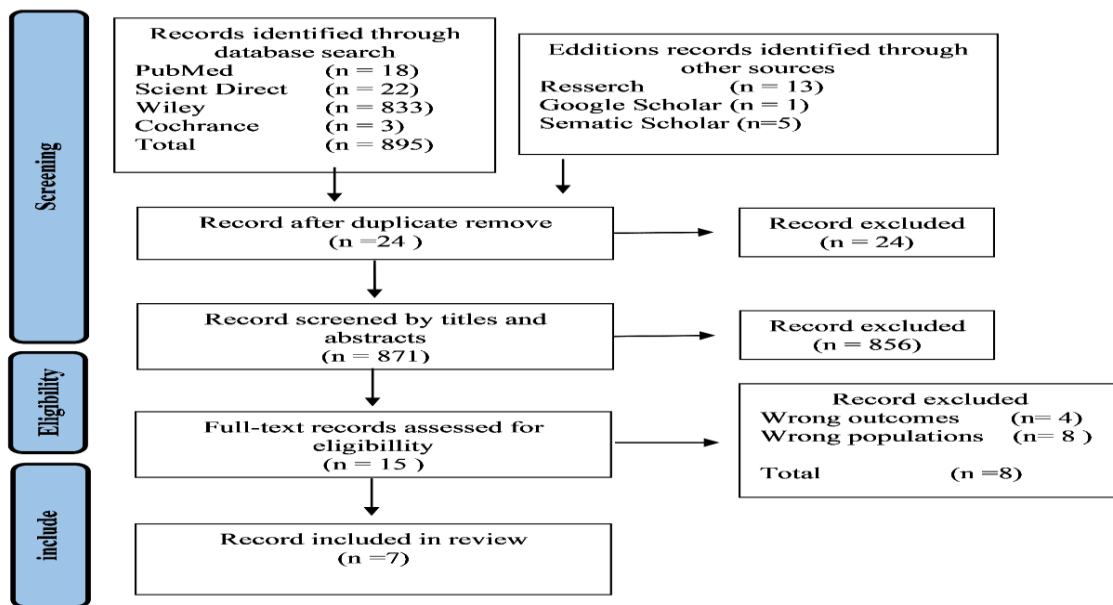 Screening
Records identified through
database search
PubMed (n = 18)
Scient Direct (n = 22)
Wiley (n = 833)
Cochrance (n = 3)
Total (n = 895)
Edditions records identified through
other sources
Resserch (n = 13)
Google Scholar (n = 1)
Sematic Scholar (n=5)
Record after duplicate remove
(n =24 )
Record excluded
(n = 24)
Record screened by titles and
abstracts
(n = 871)
Record excluded
(n = 856)
Eligibility
Full-text records assessed for
eligibillity
(n = 15 )
Record excluded
Wrong outcomes (n= 4)
Wrong populations (n= 8 )
Total (n =8)
include
Record included in review
(n =7)